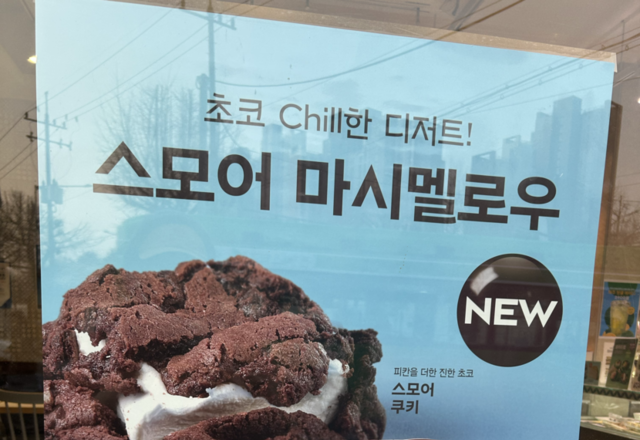 초코 Chill한 디저트!
스모어 마시멜로우
NEW
피칸을 더한 진한 초코
스모어
쿠키